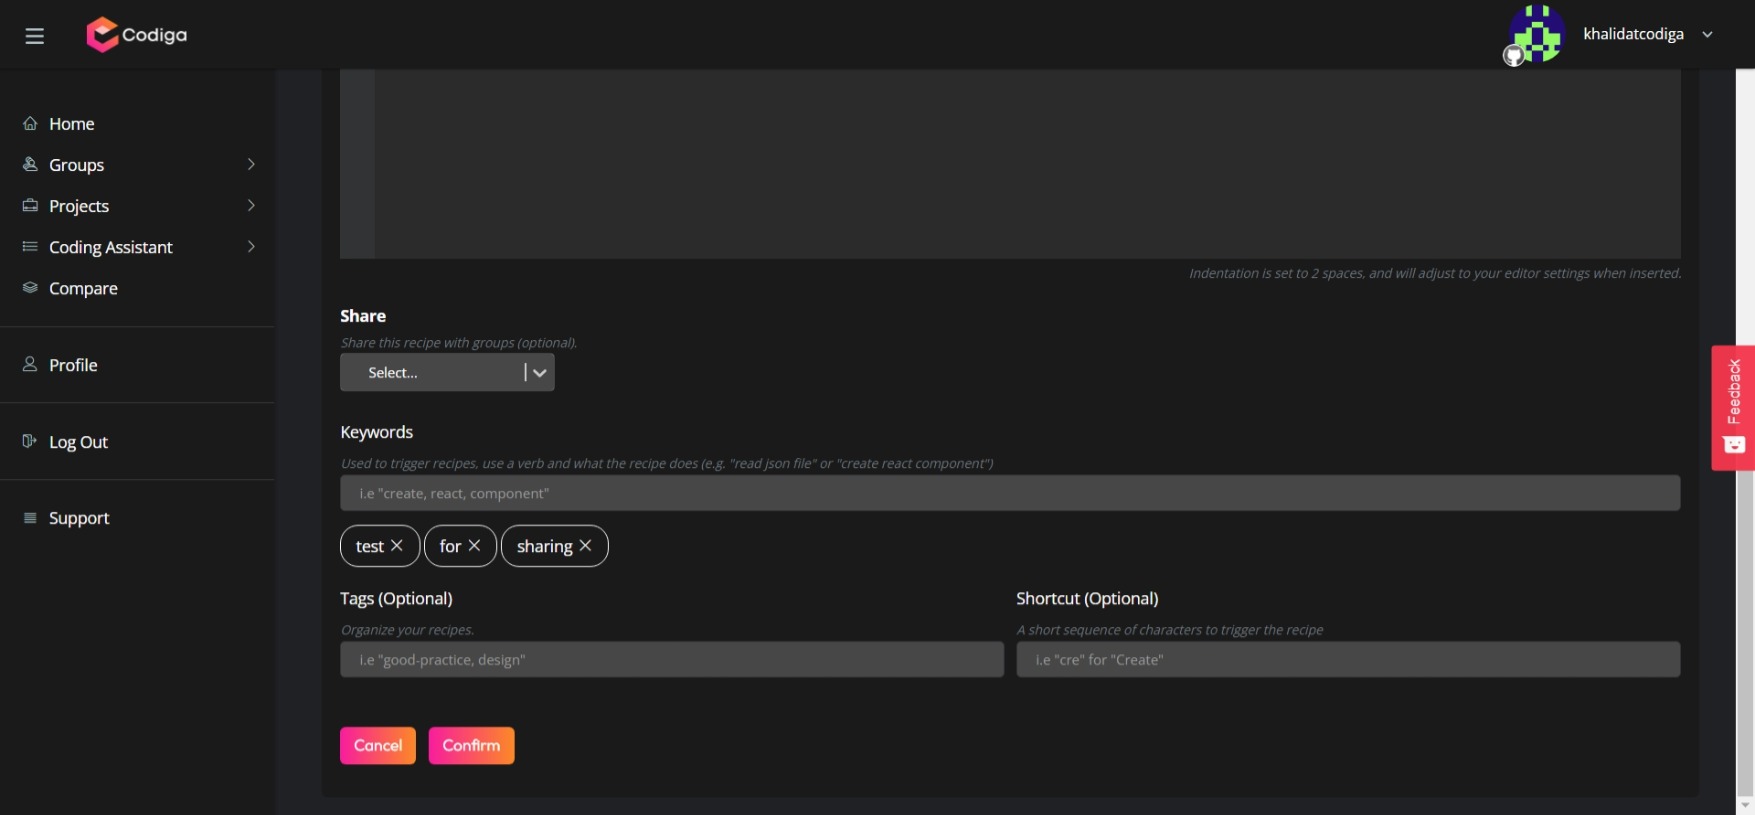 Codiga
khalidatcodiga
Home
Groups
Projects
Coding Assistant
Compare
Profile
Log Out
Support
Indentation is set to 2 spaces, and will adjust to your editor settings when inserted.
Share
Share this recipe with groups (optional).
Select...
Keywords
Used to trigger recipes, use a verb and what the recipe does (e.g. "read json file" or "create react component")
i.e "create, react, component"
test for sharing
Tags (Optional)
Organize your recipes.
i.e "good-practice, design"
Shortcut (Optional)
A short sequence of characters to trigger the recipe
i.e "cre" for "Create"
Cancel Confirm
Feedback